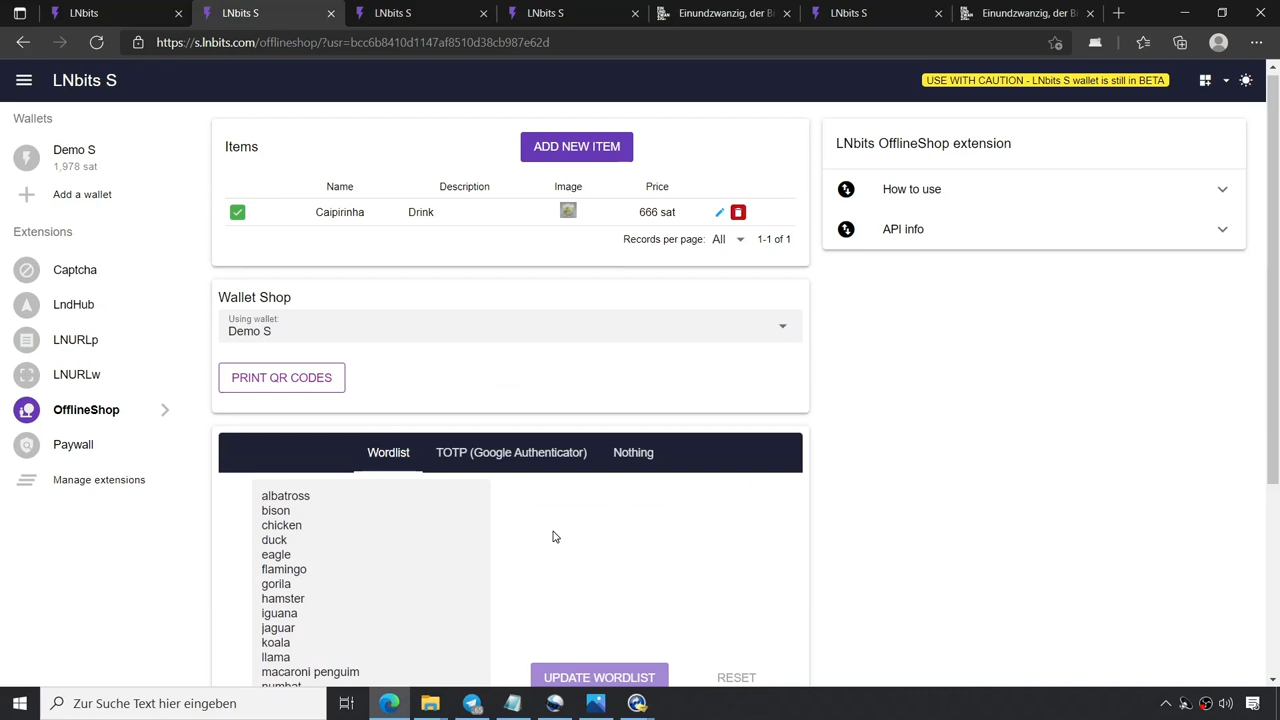 LNbits S
LNbits S
LNbits S
LNbits S
Einundzwanzig, der B
LNbits S
Einundzwanzig, der B
https://s.lnbits.com/offlineshop/?usr=bcc6b8410d1147af8510d38cb987e62d
LNbits S
USE WITH CAUTION - LNbits S wallet is still in BETA
Wallets
Demo S
1,978 sat
Add a wallet
Extensions
Captcha
LndHub
LNURLp
LNURLw
OfflineShop
Paywall
Manage extensions
Items
ADD NEW ITEM
Name Description Image Price
Caipirinha Drink 666 sat
Records per page: All 1-1 of 1
Wallet Shop
Using wallet:
Demo S
PRINT QR CODES
Wordlist TOTP (Google Authenticator) Nothing
albatross
bison
chicken
duck
eagle
flamingo
gorila
hamster
iguana
jaguar
koala
llama
macaroni penguim
numbat
UPDATE WORDLIST RESET
LNbits OfflineShop extension
How to use
API info
Zur Suche Text hier eingeben